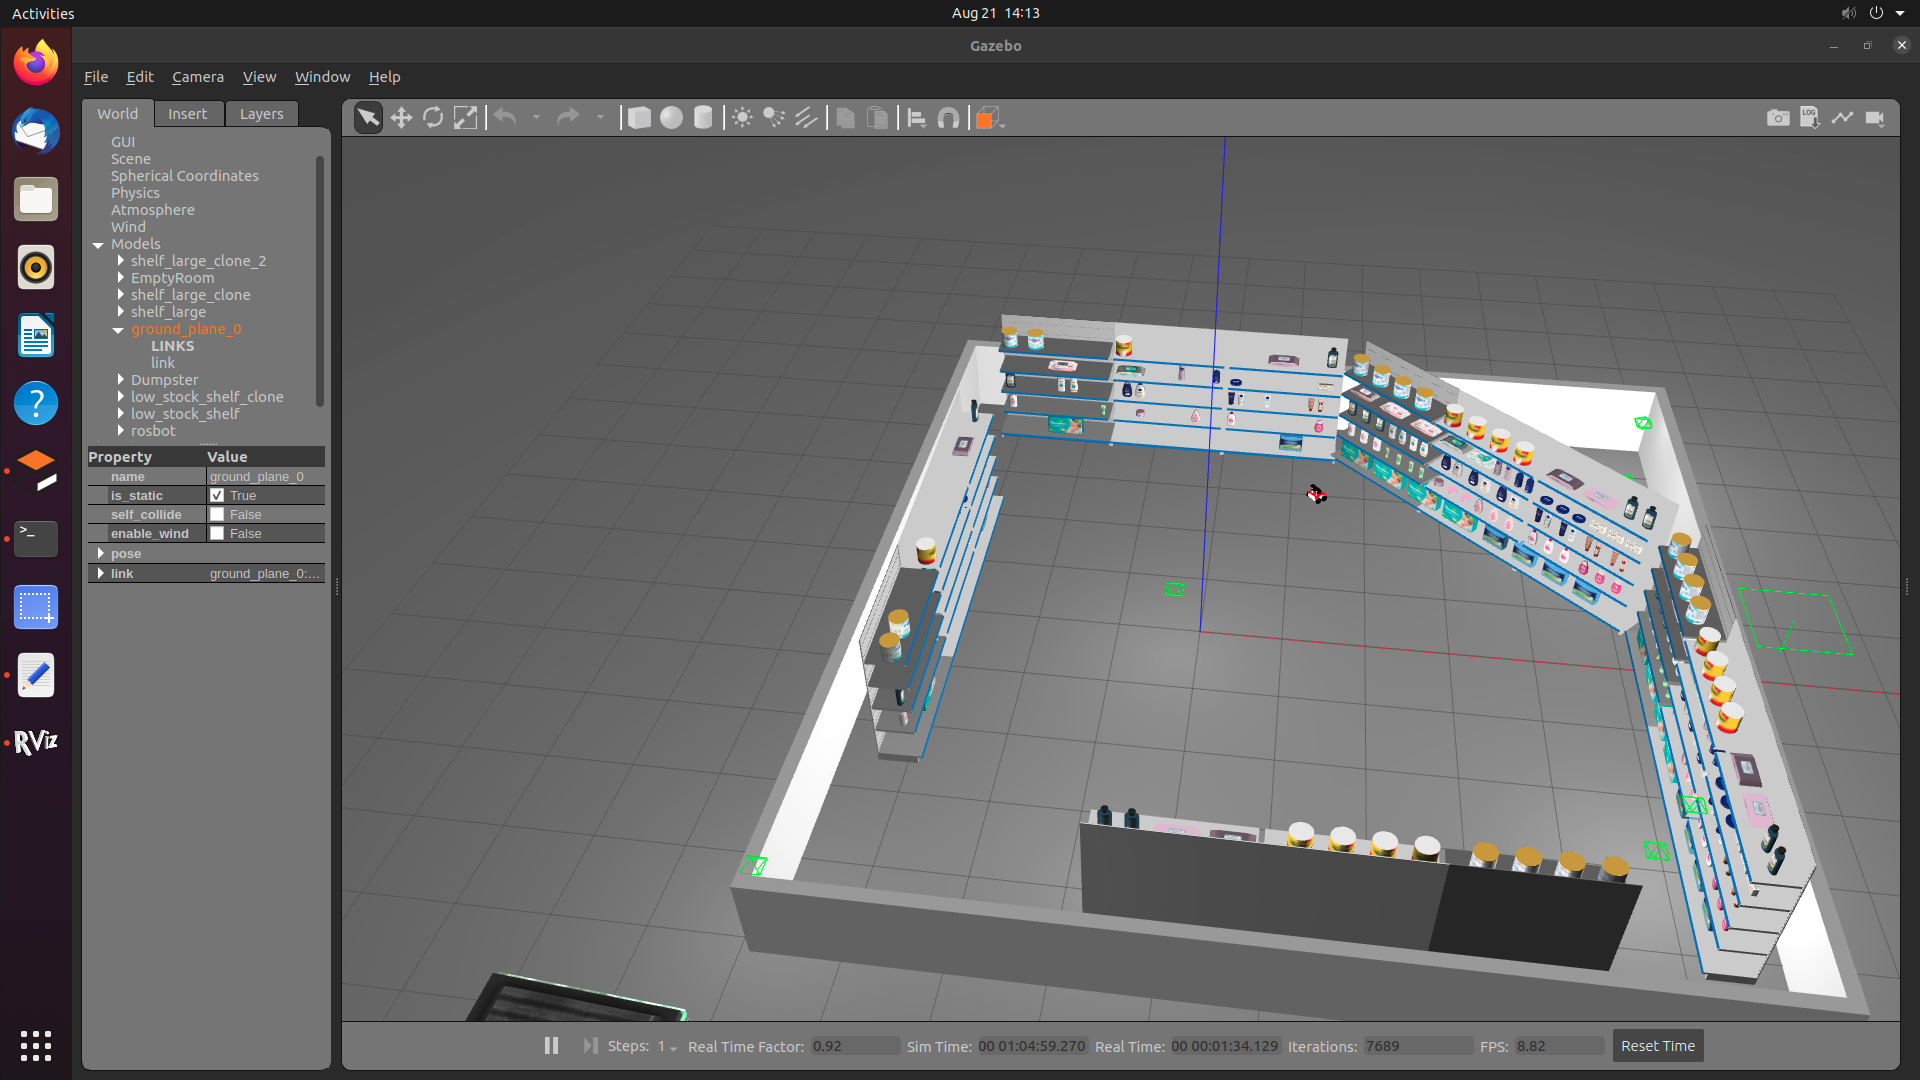 Activities
Aug 21 14:13
Gazebo
File Edit Camera View Window Help
World Insert Layers
GUI
Scene
Spherical Coordinates
Physics
Atmosphere
Wind
Models
shelf_large_clone_2
EmptyRoom
shelf_large_clone
shelf_large
ground_plane_0
LINKS
link
Dumpster
low_stock_shelf_clone
low_stock_shelf
rosbot
Property Value
name ground_plane_0
is_static True
self_collide False
enable_wind False
pose
link ground_plane_0:...
LOG
>_
?
RViz
Steps: 1 Real Time Factor: 0.92 Sim Time: 00 01:04:59.270 Real Time: 00 00:01:34.129 Iterations: 7689 FPS: 8.82 Reset Time